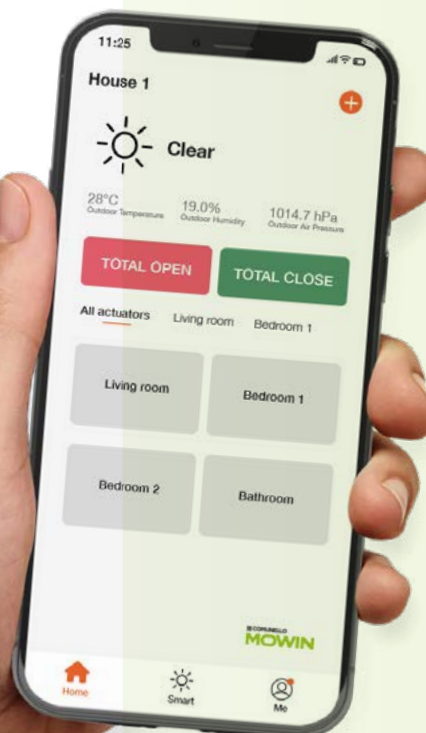 11:25
House 1
Clear
28°C
Outdoor Temperature
19.0%
Outdoor Humidity
1014.7 hPa
Outdoor Air Pressure
TOTAL OPEN
TOTAL CLOSE
All actuators
Living room
Bedroom 1
Living room
Bedroom 1
Bedroom 2
Bathroom
COMUNELLO
MOWIN
Home
Smart
Me